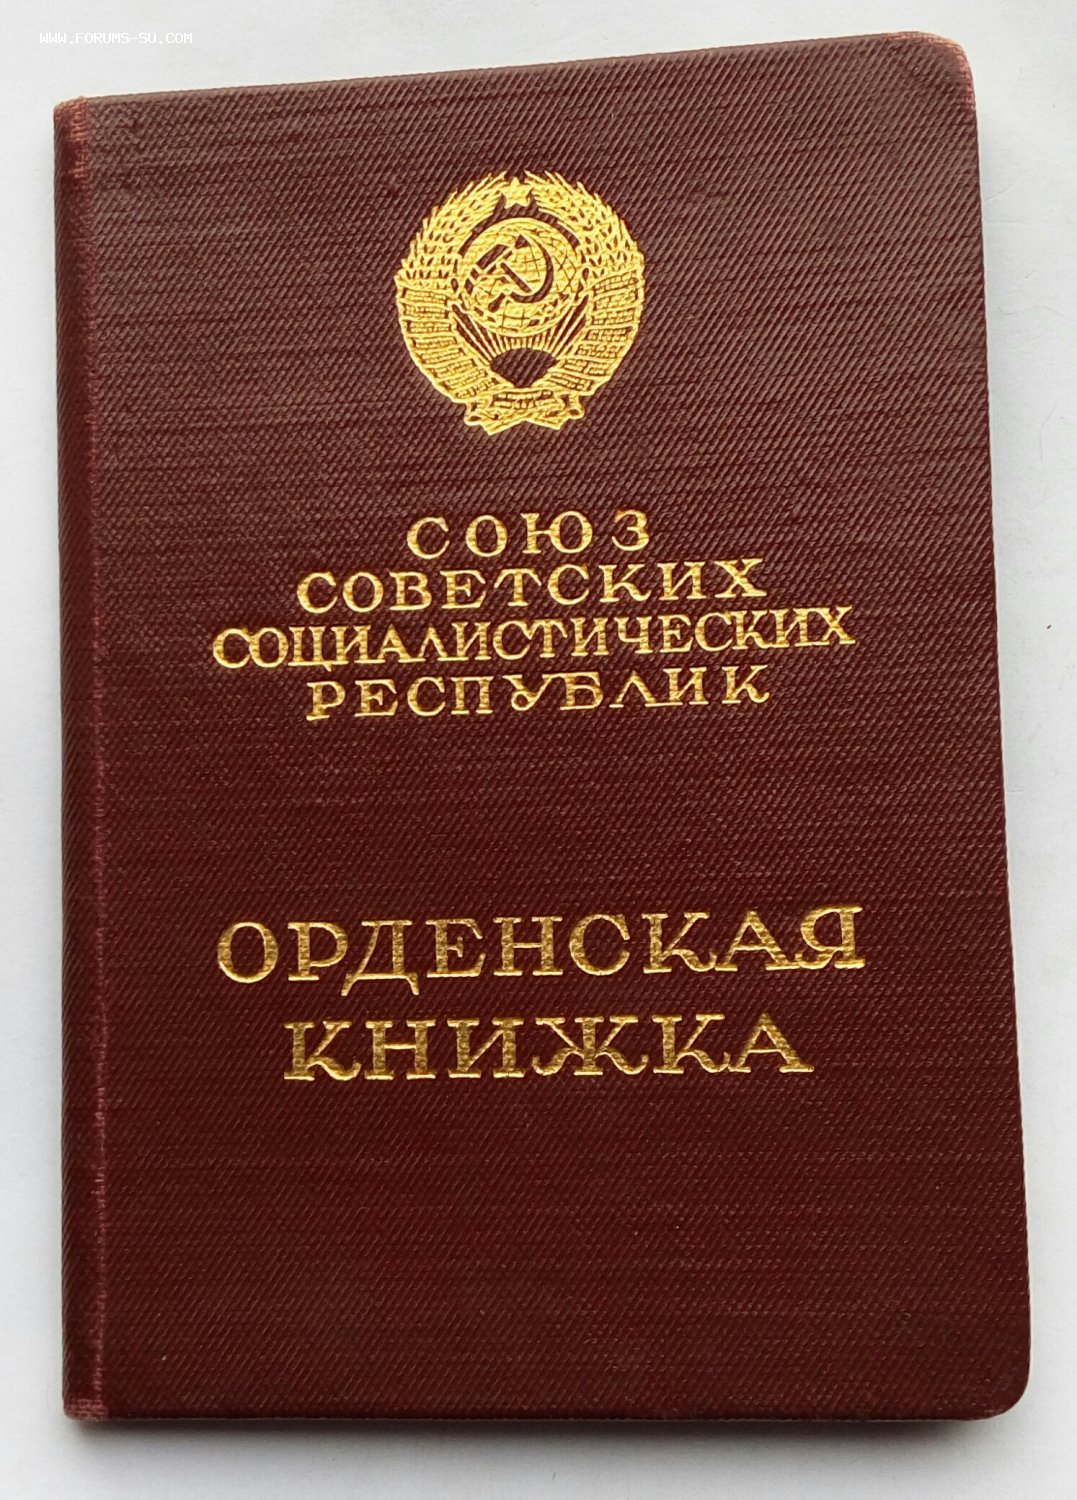 WWW.FORUMS-SU.COM
СОЮЗ
СОВЕТСКИХ
СОЦИАЛИСТИЧЕСКИХ
РЕСПУБЛИК
ОРДЕНСКАЯ
КНИЖКА